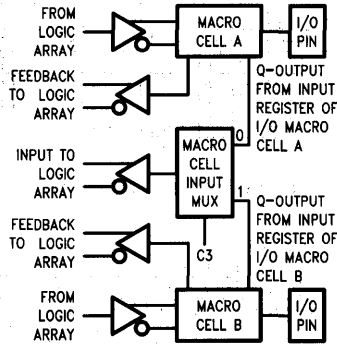 FROM
LOGIC
ARRAY
MACRO
CELL A
I/O
PIN
FEEDBACK
TO LOGIC
ARRAY
Q-OUTPUT
FROM INPUT
REGISTER OF
I/O MACRO
CELL A
0
INPUT TO
LOGIC
ARRAY
MACRO
CELL
INPUT
MUX
1
Q-OUTPUT
FROM INPUT
REGISTER OF
I/O MACRO
CELL B
FEEDBACK
TO LOGIC
ARRAY
C3
FROM
LOGIC
ARRAY
MACRO
CELL B
I/O
PIN